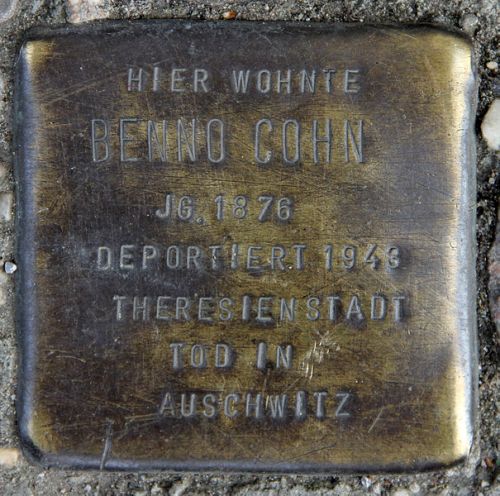 HIER WOHNTE
BENNO COHN
JG. 1876
DEPORTIERT 1943
THERESIENSTADT
TOD IN
AUSCHWITZ